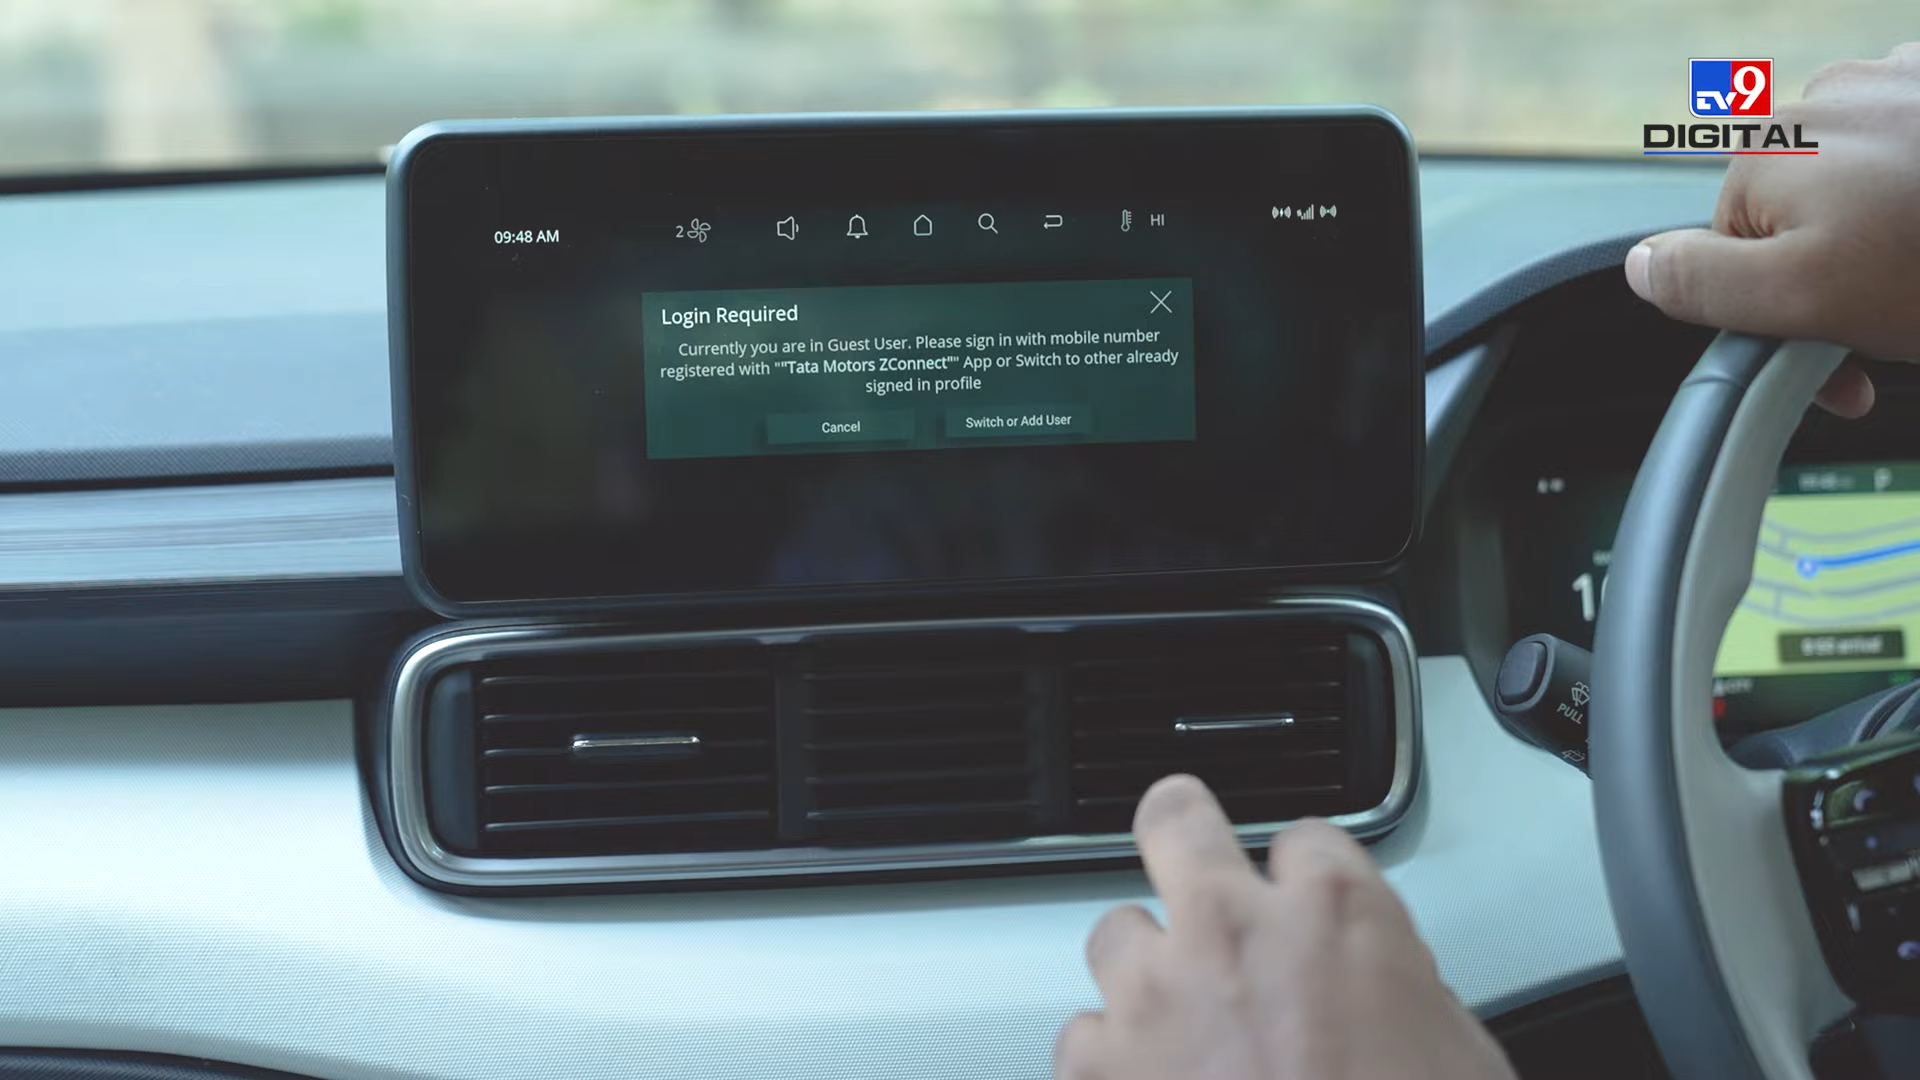 TV9
DIGITAL
09:48 AM
2
HI
Login Required
Currently you are in Guest User. Please sign in with mobile number
registered with ""Tata Motors ZConnect"" App or Switch to other already
signed in profile
Cancel
Switch or Add User
PULL